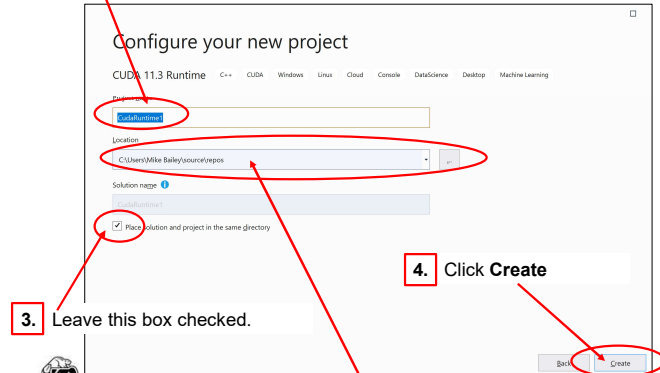 Configure your new project
CUDA 11.3 Runtime C++ CUDA Windows Linux Cloud Console DataScience Desktop Machine Learning
Project name
CudaRuntime1
Location
C:\Users\Mike Bailey\source\repos
...
Solution name
CudaRuntime1
Place solution and project in the same directory
4. Click Create
3. Leave this box checked.
Back Create